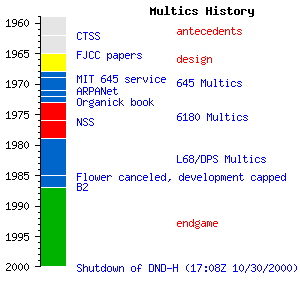 Multics History
1960
antecedents
CTSS
1965
FJCC papers
design
MIT 645 service
1970
645 Multics
ARPANet
Organick book
1975
6180 Multics
NSS
1980
L68/DPS Multics
1985
Flower canceled, development capped
B2
1990
endgame
1995
2000
Shutdown of DND-H (17:08Z 10/30/2000)